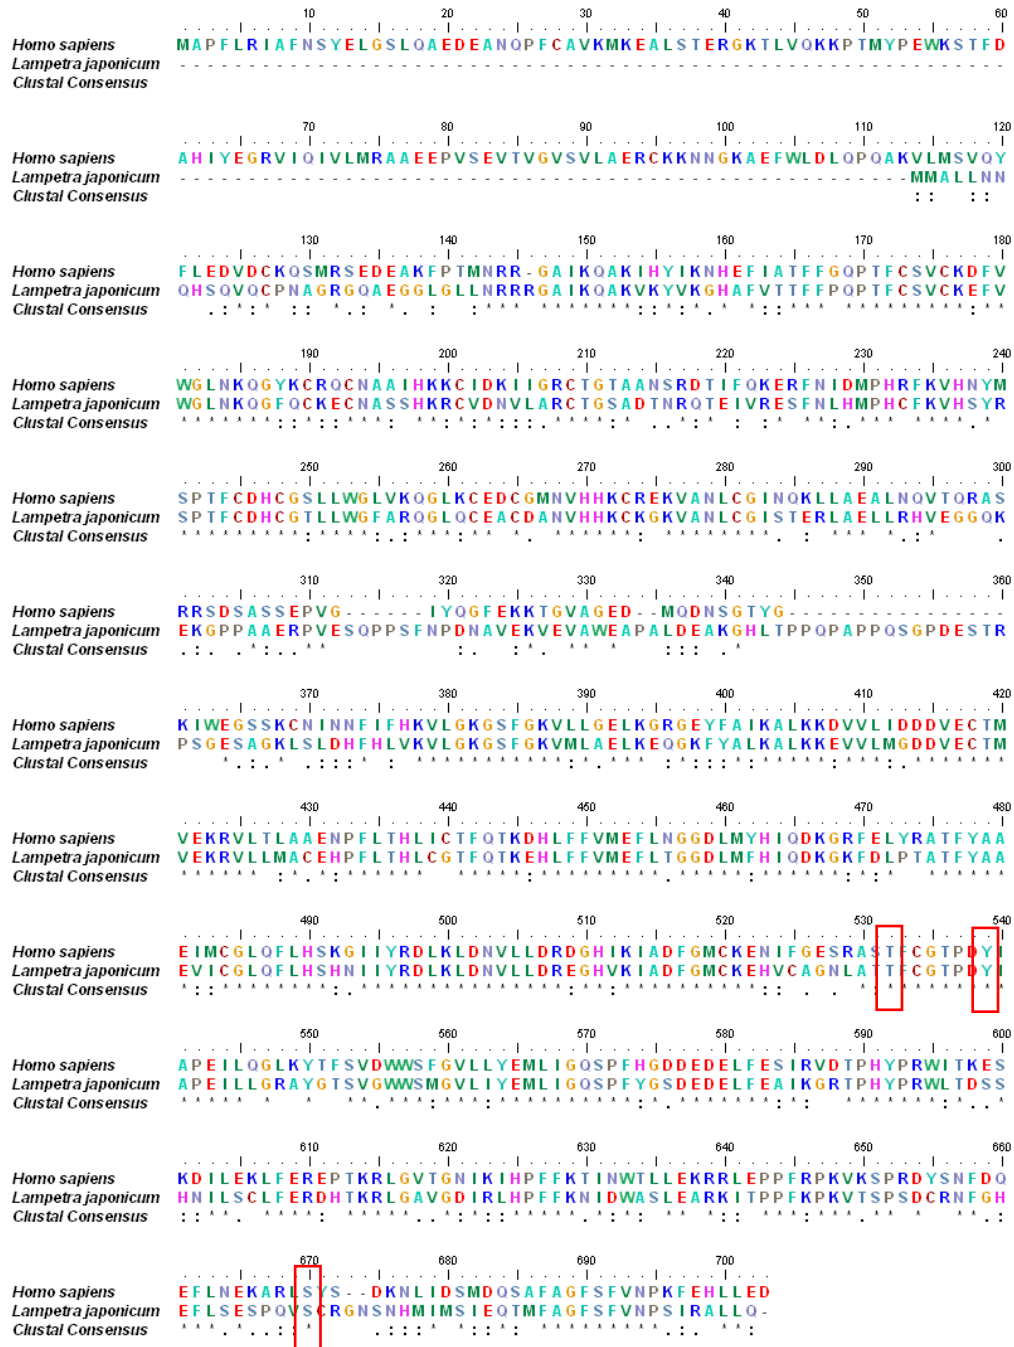 10 20 30 40 50 60
Homo sapiens MAPFLRIAFNSYELGSLQAEDEANQPFCAVKMKEALSTERGKTLVQKKPTMYPEWKSTFD
Lampetra japonicum ------------------------------------------------------------
Clustal Consensus
70 80 90 100 110 120
Homo sapiens AHIYEGRVIQIVLMRAAEEPVSEVTVGVSVLAERCKKNNGKAEFWLDLQPQAKVLMSVQY
Lampetra japonicum -----------------------------------------------------MMALLNN
Clustal Consensus :: ::
130 140 150 160 170 180
Homo sapiens FLEDVDCKQSMRSEDEAKFPTMNRR-GAIKQAKIHYIKNHEFIATFFGQPTFCSVCKDFV
Lampetra japonicum QHSQVQCPNAGRGQAEGGLGLLNRRRGAIKQAKVKYVKGHAFVTTFFPQPTFCSVCKEFV
Clustal Consensus .:* :: * .: *. : :*** *******::*:*.* *::*** *********:**
190 200 210 220 230 240
Homo sapiens WGLNKQGYKCRQCNAAIHKKCIDKIIGRCTGTAANSRDTIFQKERFNIDMPHRFKVHNYM
Lampetra japonicum WGLNKQGFQCKECNASSHKRCVDNVLARCTGSADTNRQTEIVRESFNLHMPHCFKVHSYR
Clustal Consensus *******::*::***: **:*:*:::.****:* ..*:* : :* **:.*** ****.*
250 260 270 280 290 300
Homo sapiens SPTFCDHCGSLLWGLVKQGLKCEDCGMNVHHKCREKVANLCGINQKLLAEALNQVTQRAS
Lampetra japonicum SPTFCDHCGTLLWGFARQGLQCEACDANVHHKCKGKVANLCGISTERLAELLRHVEGGQK
Clustal Consensus *********:****:.:***:** *. ******: ********. : *** *.:* .
310 320 330 340 350 360
Homo sapiens RRSDSASSEPVG------IYQGFEKKTGVAGED--MQDNSGTYG----------------
Lampetra japonicum EKGPPAAERPVESQPPSFNPDNAVEKVEVAWEAPALDEAKGHLTPPQPAPPQSGPDESTR
Clustal Consensus .:. .*:..** :. :*. ** * ::: .*
370 380 390 400 410 420
Homo sapiens KIWEGSSKCNINNFIFHKVLGKGSFGKVLLGELKGRGEYFAIKALKKDVVLIDDDVECTM
Lampetra japonicum PSGESAGKLSLDHFHLVKVLGKGSFGKVMLAELKEQGKFYALKALKKEVVLMGDDVECTM
Clustal Consensus *.:.* .:::* : ***********:*.*** :*:::*:*****:***:.*******
430 440 450 460 470 480
Homo sapiens VEKRVLTLAAENPFLTHLICTFQTKDHLFFVMEFLNGGDLMYHIQDKGRFELYRATFYAA
Lampetra japonicum VEKRVLLMACEHPFLTHLCGTFQTKEHLFFVMEFLTGGDLMFHIQDKGKFDLPTATFYAA
Clustal Consensus ****** :*.*:****** *****:*********.*****:******:*:* ******
490 500 510 520 530 540
Homo sapiens EIMCGLQFLHSKGIIYRDLKLDNVLLDRDGHIKIADFGMCKENIFGESRASTFCGTPDYI
Lampetra japonicum EVICGLQFLHSHNIIYRDLKLDNVLLDREGHVKIADFGMCKEHVCAGNLATTFCGTPDYI
Clustal Consensus *::********:.***************:**:**********:: . . *:*********
550 560 570 580 590 600
Homo sapiens APEILQGLKYTFSVDWWSFGVLLYEMLIGQSPFHGDDEDELFESIRVDTPHYPRWITKES
Lampetra japonicum APEILLGRAYGTSVGWWSMGVLIYEMLIGQSPFYGSDEDELFEAIKGRTPHYPRWLTDSS
Clustal Consensus ***** * * **.***:***:**********:*.*******:*: *******:*..*
610 620 630 640 650 660
Homo sapiens KDILEKLFEREPTKRLGVTGNIKIHPFFKTINWTLLEKRRLEPPFRPKVKSPRDYSNFDQ
Lampetra japonicum HNILSCLFERDHTKRLGAVGDIRLHPFFKNIDWASLEARKITPPFKPKVTSPSDCRNFGH
Clustal Consensus ::**. ****: *****..*:*::*****.*:*: ** *:: ***:***.** * **.:
670 680 690 700
Homo sapiens EFLNEKARLSYS--DKNLIDSMDQSAFAGFSFVNPKFEHLLED
Lampetra japonicum EFLSESPQVSCRGNSNHMIMSIEQTMFAGFSFVNPSIRALLQ-
Clustal Consensus ***.*..::* .:::* *::*: *********.:. **: